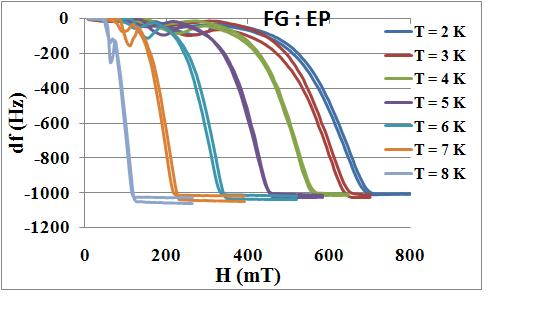 FG : EP
0
-200
-400
-600
-800
-1000
-1200
df (Hz)
0 200 400 600 800
H (mT)
T = 2 K
T = 3 K
T = 4 K
T = 5 K
T = 6 K
T = 7 K
T = 8 K